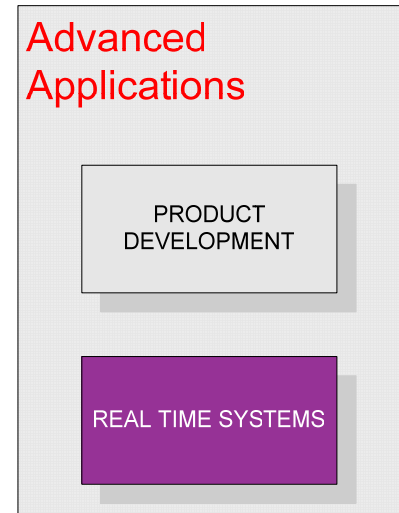 Advanced
Applications
PRODUCT
DEVELOPMENT
REAL TIME SYSTEMS